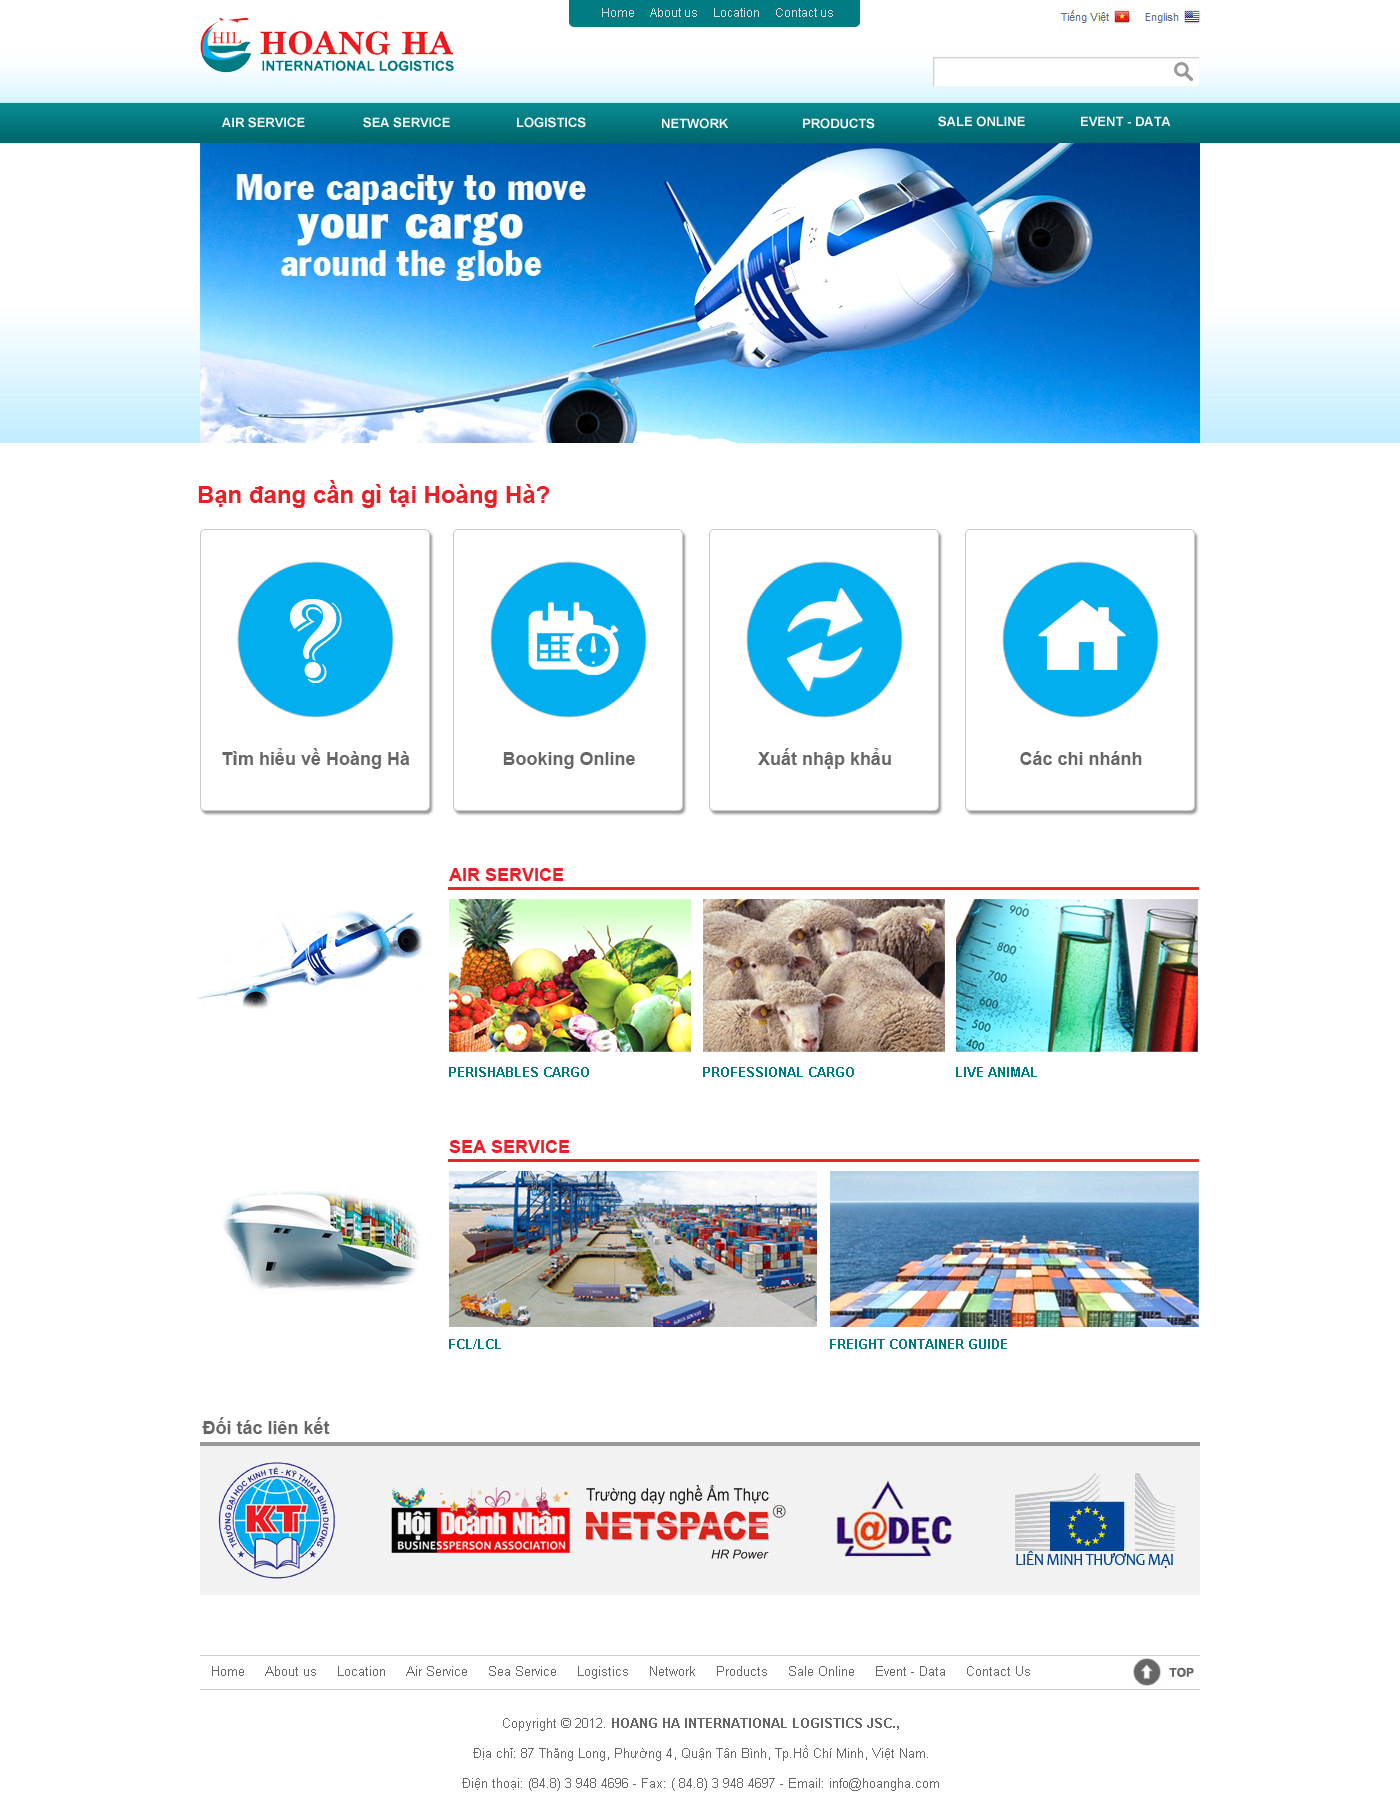 Home About us Location Contact us
Tiếng Việt English
HIL HOANG HA
INTERNATIONAL LOGISTICS
AIR SERVICE SEA SERVICE LOGISTICS NETWORK PRODUCTS SALE ONLINE EVENT - DATA
More capacity to move
your cargo
around the globe
Bạn đang cần gì tại Hoàng Hà?
Tìm hiểu về Hoàng Hà
Booking Online
Xuất nhập khẩu
Các chi nhánh
AIR SERVICE
900
800
700
600
500
400
PERISHABLES CARGO PROFESSIONAL CARGO LIVE ANIMAL
SEA SERVICE
FCL/LCL FREIGHT CONTAINER GUIDE
Đối tác liên kết
TRƯỜNG ĐẠI HỌC KINH TẾ - KỸ THUẬT BÌNH DƯƠNG
KT
Hội Doanh Nhân
BUSINESSPERSON ASSOCIATION
Trường dạy nghề Ẩm Thực
NETSPACE ®
HR Power
L@DEC
LIÊN MINH THƯƠNG MẠI
Home About us Location Air Service Sea Service Logistics Network Products Sale Online Event - Data Contact Us TOP
Copyright © 2012. HOANG HA INTERNATIONAL LOGISTICS JSC.,
Địa chỉ: 87 Thăng Long, Phường 4, Quận Tân Bình, Tp.Hồ Chí Minh, Việt Nam.
Điện thoại: (84.8) 3 948 4696 - Fax: ( 84.8) 3 948 4697 - Email: info@hoangha.com